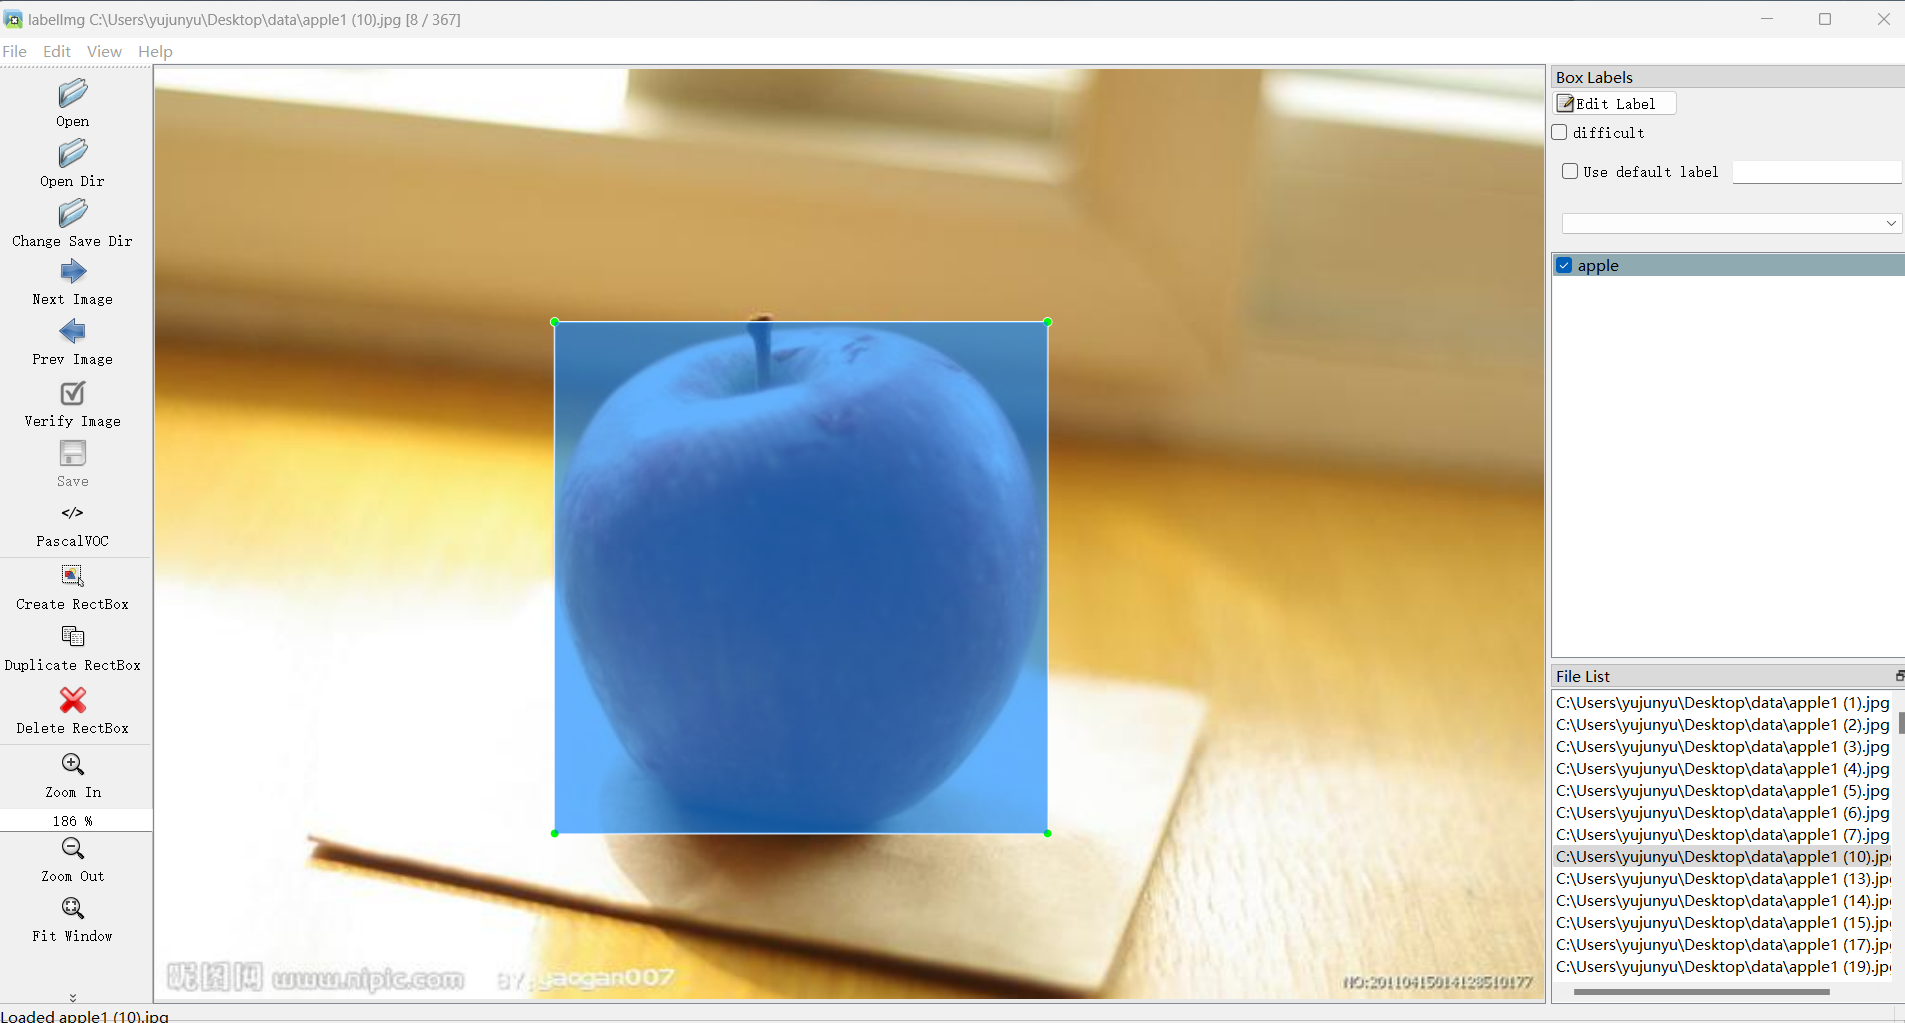 labelImg C:\Users\yujunyu\Desktop\data\apple1 (10).jpg [8 / 367]
File Edit View Help
Open
Open Dir
Change Save Dir
Next Image
Prev Image
Verify Image
Save
</>
PascalVOC
Create RectBox
Duplicate RectBox
Delete RectBox
Zoom In
186 %
Zoom Out
Fit Window
昵图网 www.nipic.com BY:yaogan007
NO:20110415014128510177
Box Labels
Edit Label
difficult
Use default label
apple
File List
C:\Users\yujunyu\Desktop\data\apple1 (1).jpg
C:\Users\yujunyu\Desktop\data\apple1 (2).jpg
C:\Users\yujunyu\Desktop\data\apple1 (3).jpg
C:\Users\yujunyu\Desktop\data\apple1 (4).jpg
C:\Users\yujunyu\Desktop\data\apple1 (5).jpg
C:\Users\yujunyu\Desktop\data\apple1 (6).jpg
C:\Users\yujunyu\Desktop\data\apple1 (7).jpg
C:\Users\yujunyu\Desktop\data\apple1 (10).jp
C:\Users\yujunyu\Desktop\data\apple1 (13).jp
C:\Users\yujunyu\Desktop\data\apple1 (14).jp
C:\Users\yujunyu\Desktop\data\apple1 (15).jp
C:\Users\yujunyu\Desktop\data\apple1 (17).jp
C:\Users\yujunyu\Desktop\data\apple1 (19).jp
Loaded apple1 (10).jpg